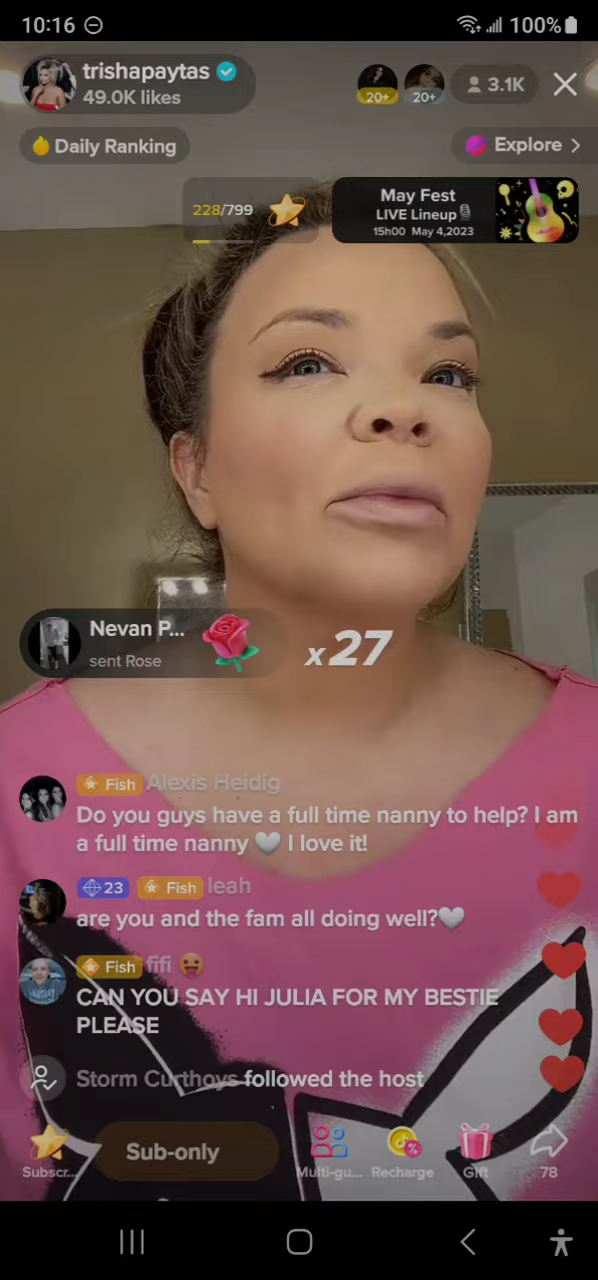 10:16
100%
trishapaytas
49.0K likes
20+
20+
3.1K
Daily Ranking
Explore
228/799
May Fest
LIVE Lineup
15h00 May 4,2023
Nevan P...
sent Rose
x27
Fish Alexis Heidig
Do you guys have a full time nanny to help? I am
a full time nanny 🤍 I love it!
23 Fish leah
are you and the fam all doing well?🤍
Fish fifi 😝
CAN YOU SAY HI JULIA FOR MY BESTIE
PLEASE
Storm Curthoys followed the host
Sub-only
Subscr...
Multi-gu...
Recharge
Gift
78